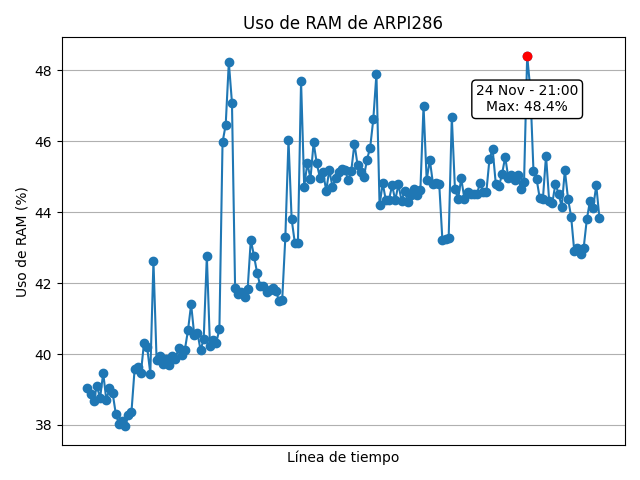 Uso de RAM de ARPI286
48
46
44
42
40
38
Uso de RAM (%)
24 Nov - 21:00
Max: 48.4%
Línea de tiempo